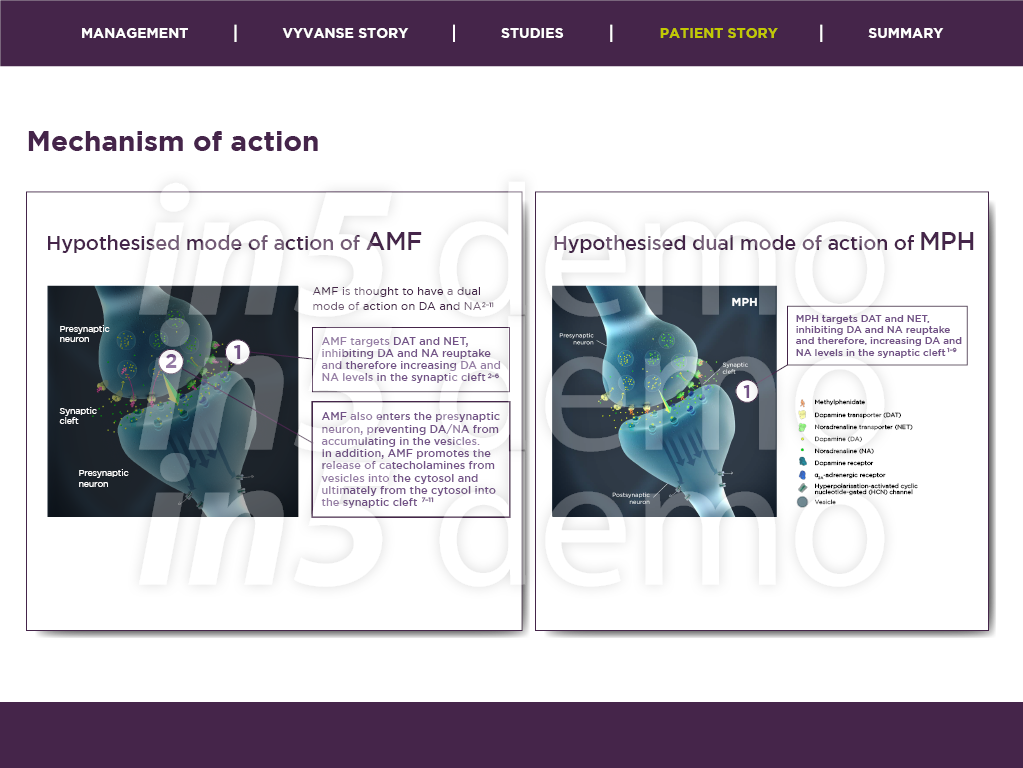 MANAGEMENT | VYVANSE STORY | STUDIES | PATIENT STORY | SUMMARY
Mechanism of action
Hypothesised mode of action of AMF
AMF is thought to have a dual
mode of action on DA and NA2-11
Presynaptic
neuron
2
1
AMF targets DAT and NET,
inhibiting DA and NA reuptake
and therefore increasing DA and
NA levels in the synaptic cleft 2-6
Synaptic
cleft
AMF also enters the presynaptic
neuron, preventing DA/NA from
accumulating in the vesicles.
In addition, AMF promotes the
release of catecholamines from
vesicles into the cytosol and
ultimately from the cytosol into
the synaptic cleft 7-11
Presynaptic
neuron
Hypothesised dual mode of action of MPH
MPH
Presynaptic
neuron
Synaptic
cleft
1
Postsynaptic
neuron
MPH targets DAT and NET,
inhibiting DA and NA reuptake
and therefore, increasing DA and
NA levels in the synaptic cleft 1-9
Methylphenidate
Dopamine transporter (DAT)
Noradrenaline transporter (NET)
Dopamine (DA)
Noradrenaline (NA)
Dopamine receptor
α2A-adrenergic receptor
Hyperpolarisation-activated cyclic
nucleotide-gated (HCN) channel
Vesicle
in5 demo
in5 demo
in5 demo